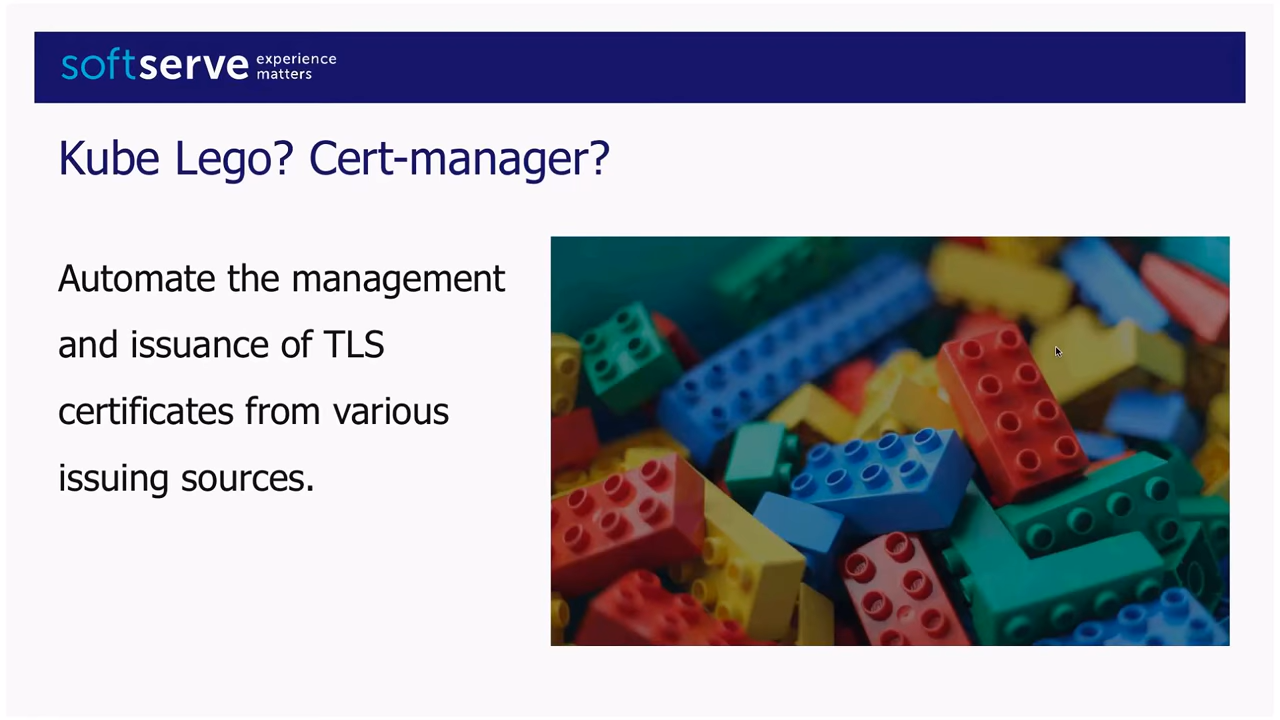 softserve experience
matters
Kube Lego? Cert-manager?
Automate the management
and issuance of TLS
certificates from various
issuing sources.